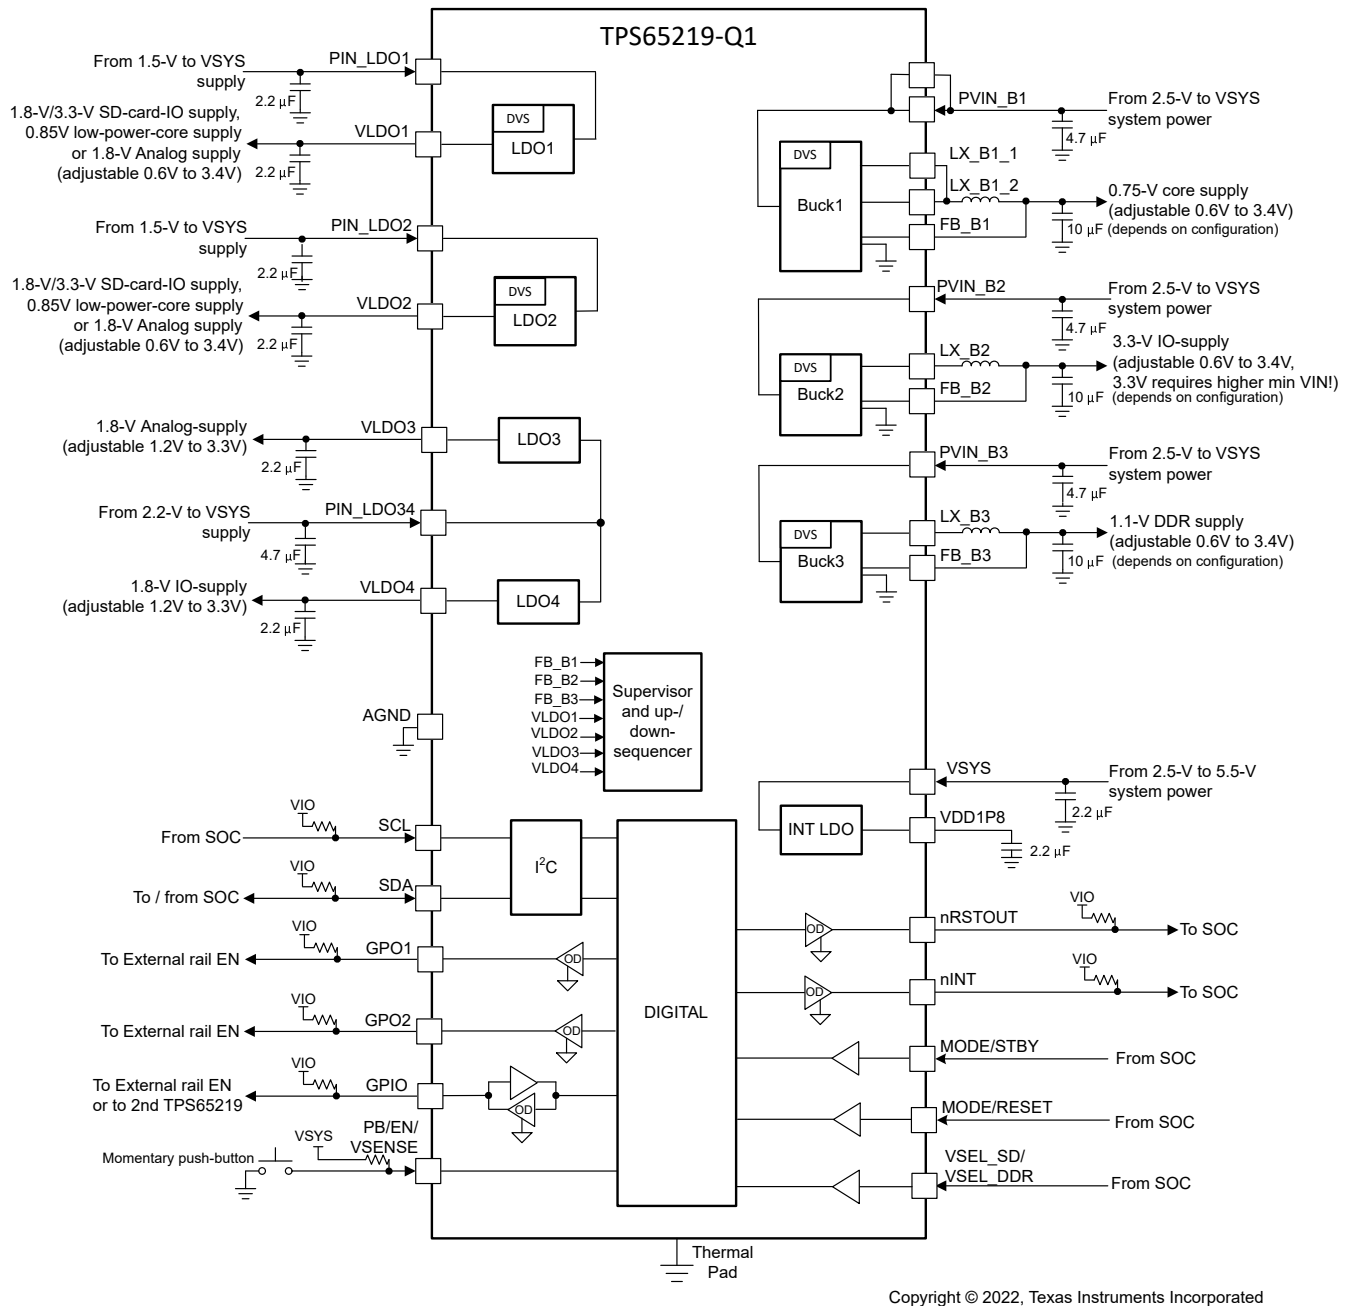 TPS65219-Q1
From 1.5-V to VSYS
supply
PIN_LDO1
2.2 μF
1.8-V/3.3-V SD-card-IO supply,
0.85V low-power-core supply
or 1.8-V Analog supply
(adjustable 0.6V to 3.4V)
VLDO1
2.2 μF
DVS
LDO1
From 1.5-V to VSYS
supply
PIN_LDO2
2.2 μF
1.8-V/3.3-V SD-card-IO supply,
0.85V low-power-core supply
or 1.8-V Analog supply
(adjustable 0.6V to 3.4V)
VLDO2
2.2 μF
DVS
LDO2
1.8-V Analog-supply
(adjustable 1.2V to 3.3V)
VLDO3
2.2 μF
LDO3
From 2.2-V to VSYS
supply
PIN_LDO34
4.7 μF
1.8-V IO-supply
(adjustable 1.2V to 3.3V)
VLDO4
2.2 μF
LDO4
FB_B1
FB_B2
FB_B3
VLDO1
VLDO2
VLDO3
VLDO4
Supervisor
and up-/
down-
sequencer
AGND
VIO
From SOC
SCL
VIO
To / from SOC
SDA
I²C
VIO
To External rail EN
GPO1
OD
VIO
To External rail EN
GPO2
OD
VIO
To External rail EN
or to 2nd TPS65219
GPIO
OD
Momentary push-button
VSYS
PB/EN/
VSENSE
DIGITAL
PVIN_B1
From 2.5-V to VSYS
system power
4.7 μF
DVS
Buck1
LX_B1_1
LX_B1_2
FB_B1
0.75-V core supply
(adjustable 0.6V to 3.4V)
10 μF (depends on configuration)
PVIN_B2
From 2.5-V to VSYS
system power
4.7 μF
DVS
Buck2
LX_B2
FB_B2
3.3-V IO-supply
(adjustable 0.6V to 3.4V,
3.3V requires higher min VIN!)
10 μF (depends on configuration)
PVIN_B3
From 2.5-V to VSYS
system power
4.7 μF
DVS
Buck3
LX_B3
FB_B3
1.1-V DDR supply
(adjustable 0.6V to 3.4V)
10 μF (depends on configuration)
VSYS
From 2.5-V to 5.5-V
system power
2.2 μF
INT LDO
VDD1P8
2.2 μF
OD
nRSTOUT
VIO
To SOC
OD
nINT
VIO
To SOC
MODE/STBY
From SOC
MODE/RESET
From SOC
VSEL_SD/
VSEL_DDR
From SOC
Thermal
Pad
Copyright © 2022, Texas Instruments Incorporated